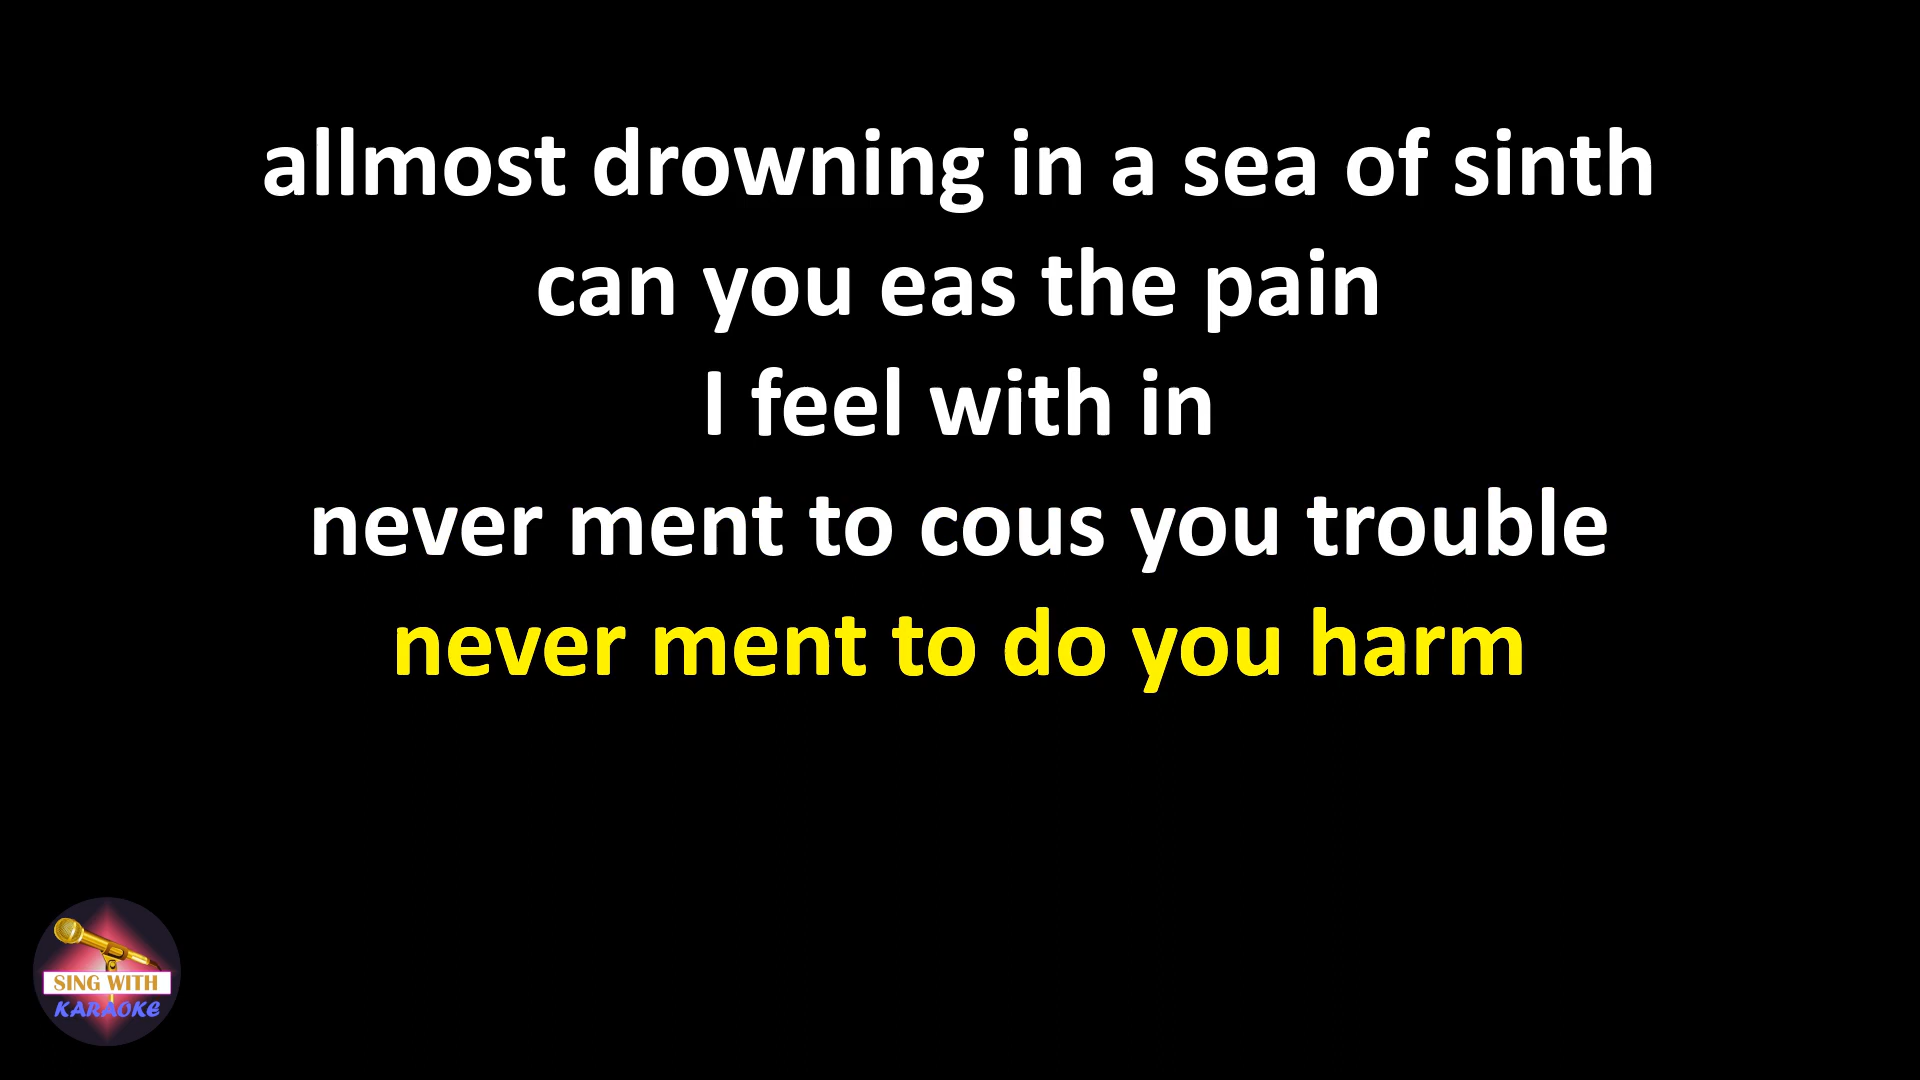 allmost drowning in a sea of sinth
can you eas the pain
I feel with in
never ment to cous you trouble
never ment to do you harm
SING WITH
KARAOKE